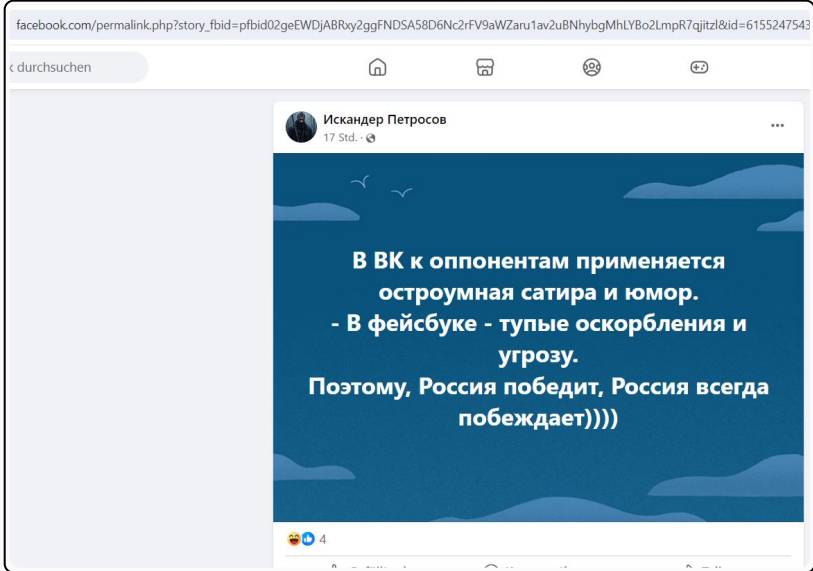 facebook.com/permalink.php?story_fbid=pfbid02geEWDjABRxy2ggFNDSA58D6Nc2rFV9aWZaru1av2uBNhybgMhLYBo2LmpR7qjitzl&id=6155247543
k durchsuchen
Искандер Петросов
17 Std. ·
В ВК к оппонентам применяется
остроумная сатира и юмор.
- В фейсбуке - тупые оскорбления и
угрозу.
Поэтому, Россия победит, Россия всегда
побеждает))))
4